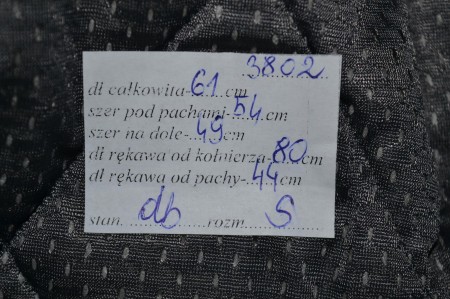 3802
dł całkowita-61cm
szer pod pachami-54cm
szer na dole-49cm
dł rękawa od kołnierza-80cm
dł rękawa od pachy-44cm
stan db rozm S